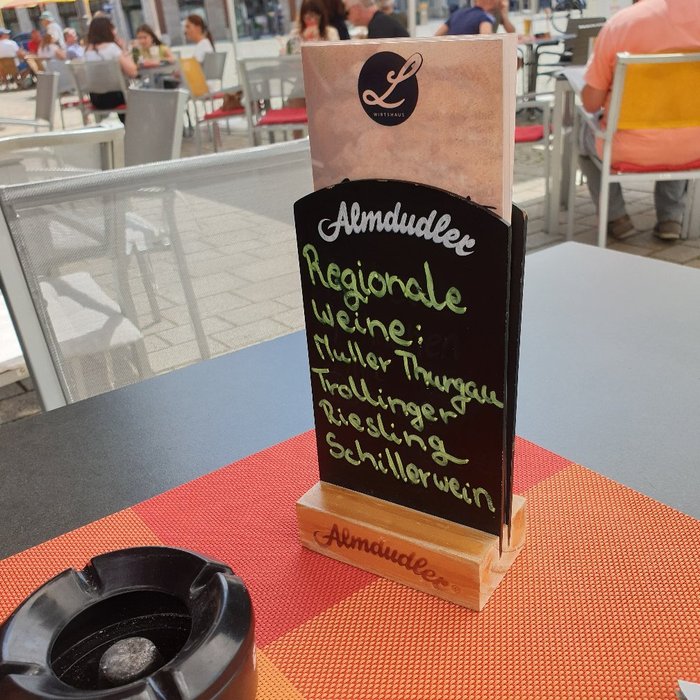 L
WIRTSHAUS
Almdudler
Regionale
Weine:
Muller Thurgau
Trollinger
Riesling
Schillerwein
Almdudler